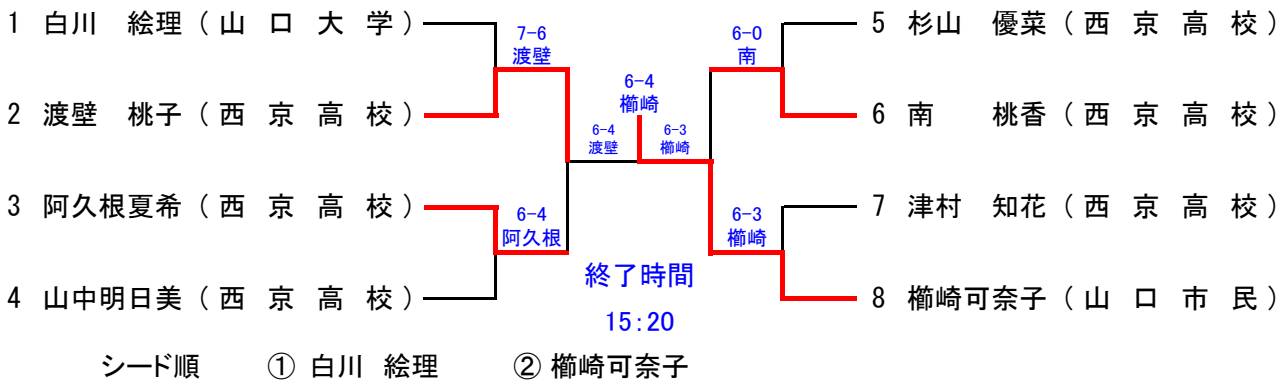 1 白川 絵理 ( 山 口 大 学 )
7-6
渡壁
2 渡壁 桃子 ( 西 京 高 校 )
3 阿久根夏希 ( 西 京 高 校 )
6-4
阿久根
4 山中明日美 ( 西 京 高 校 )
6-4
渡壁
6-4
櫛崎
6-3
櫛崎
6-0
南
5 杉山 優菜 ( 西 京 高 校 )
6 南 桃香 ( 西 京 高 校 )
7 津村 知花 ( 西 京 高 校 )
6-3
櫛崎
8 櫛崎可奈子 ( 山 口 市 民 )
終了時間
15:20
シード順 ① 白川 絵理 ② 櫛崎可奈子